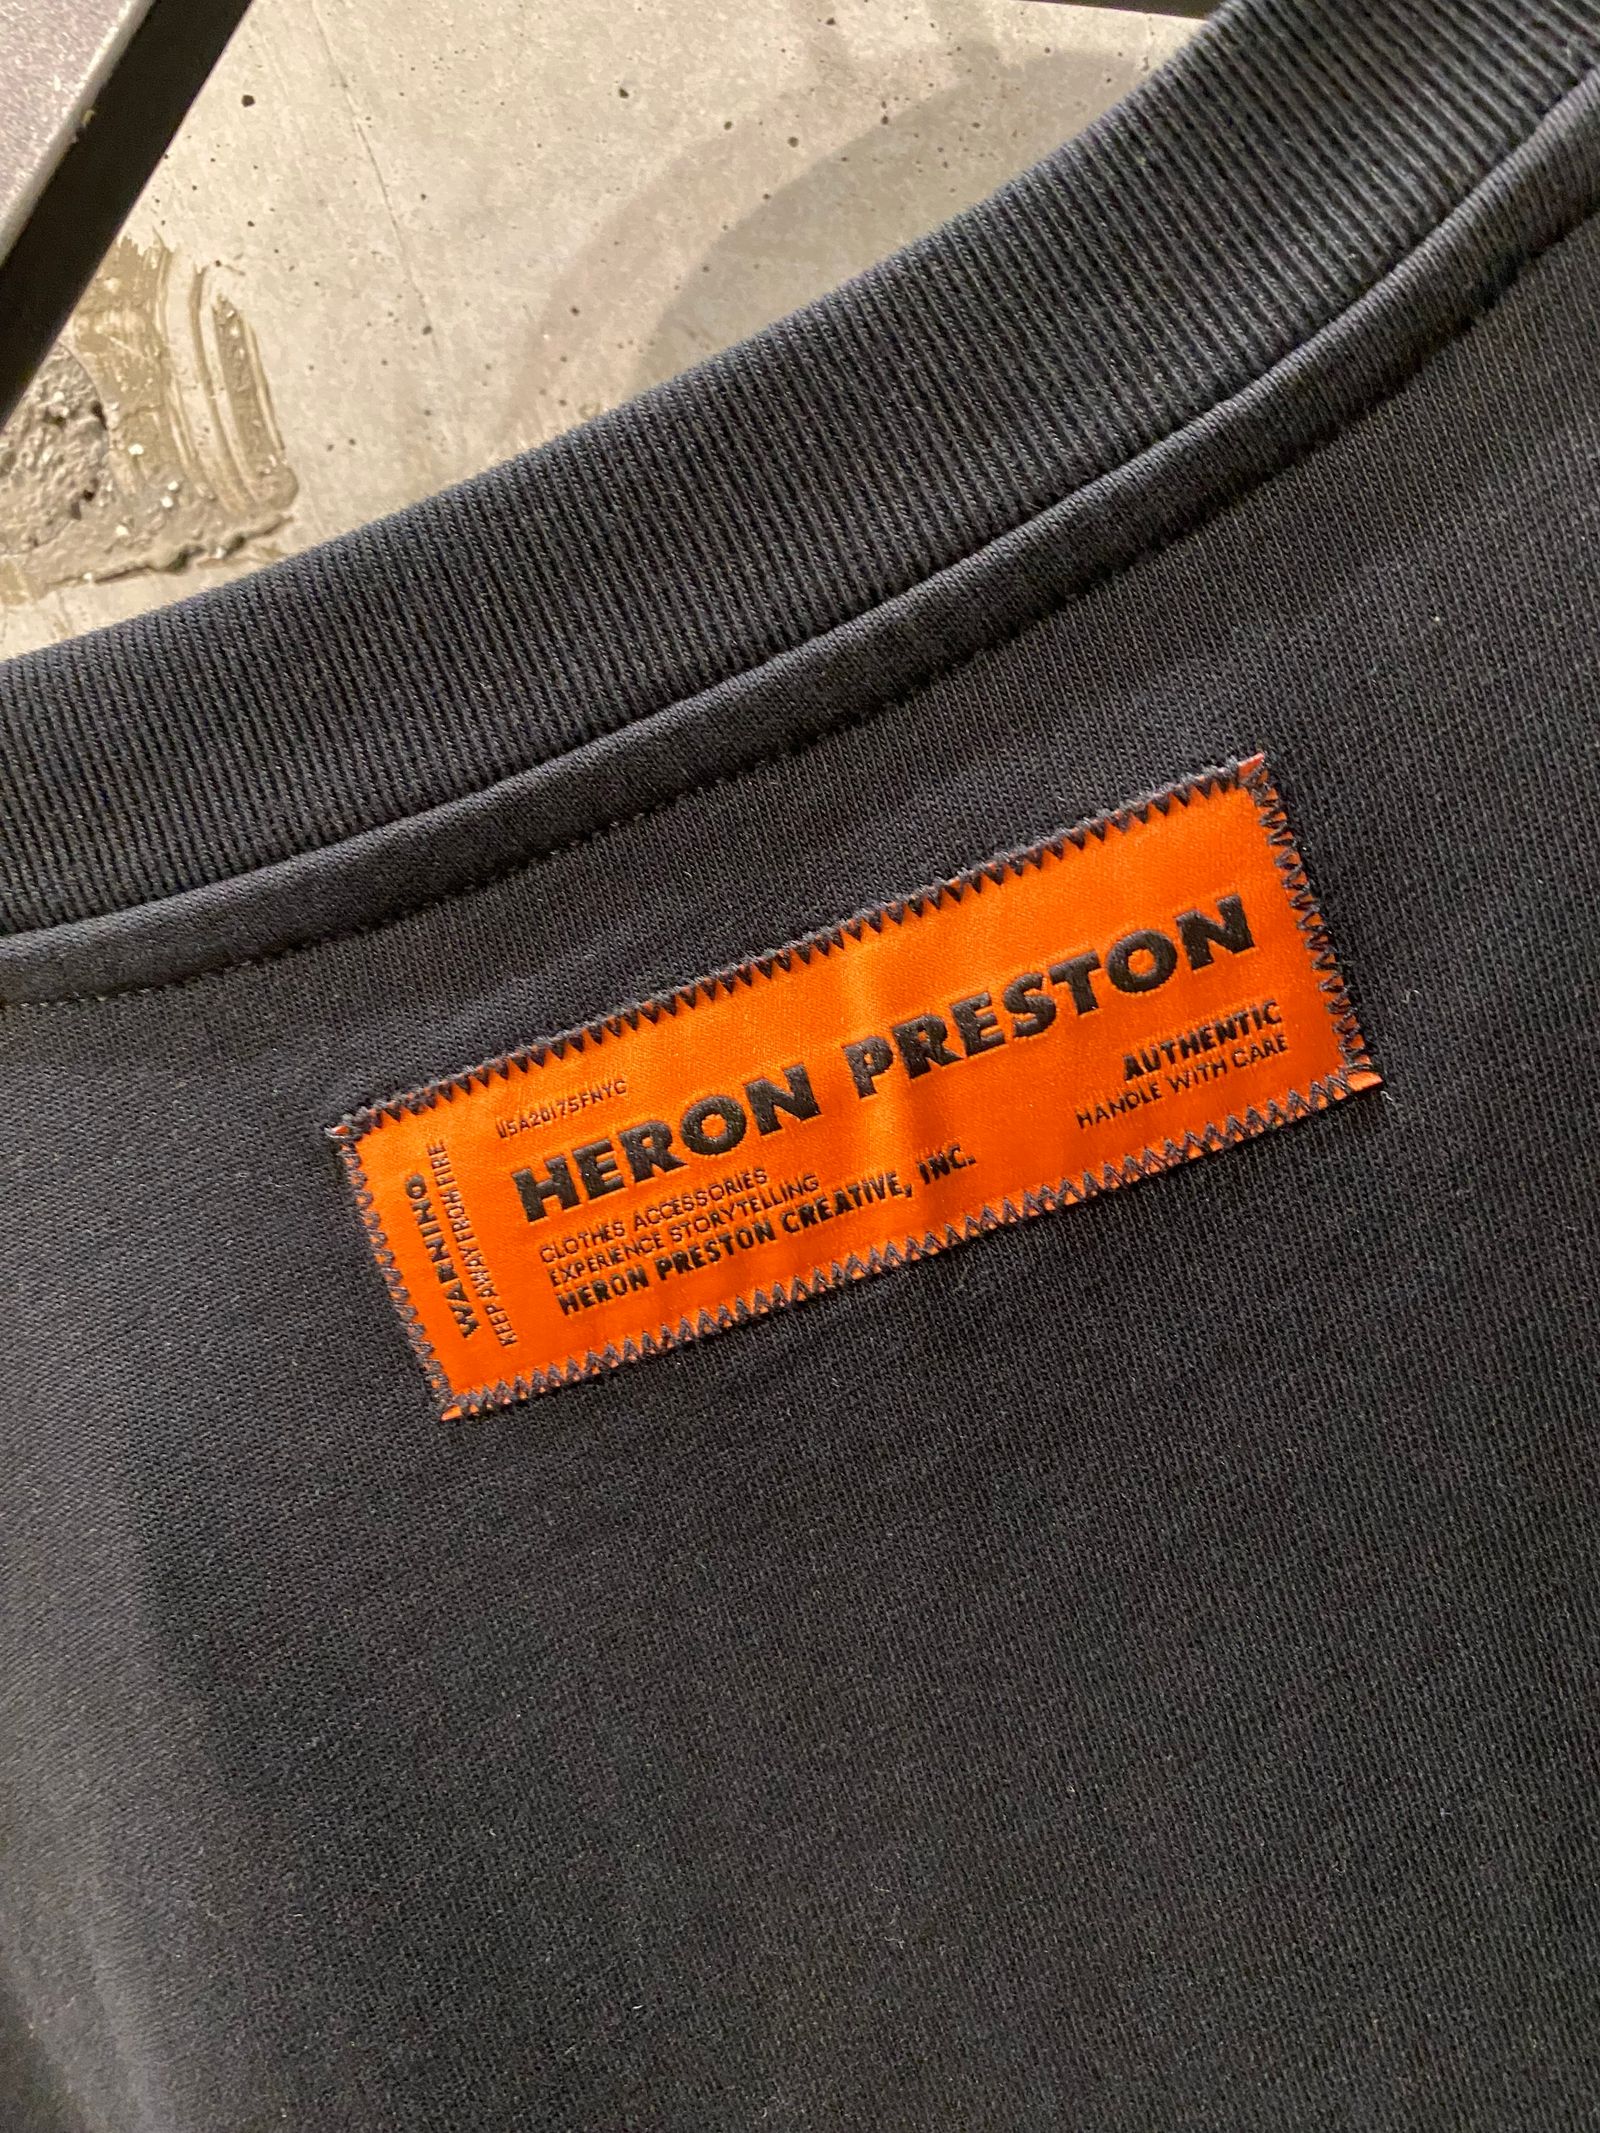 USA20175FNYC
HERON PRESTON
CLOTHES ACCESSORIES
EXPERIENCE STORYTELLING
HERON PRESTON CREATIVE, INC.
AUTHENTIC
HANDLE WITH CARE
WARNING
KEEP AWAY FROM FIRE